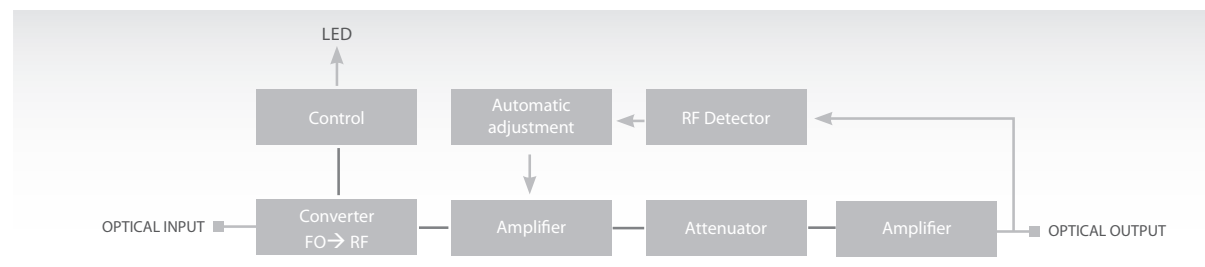 LED
Control
Automatic
adjustment
RF Detector
OPTICAL INPUT
Converter
FO→ RF
Amplifier
Attenuator
Amplifier
OPTICAL OUTPUT